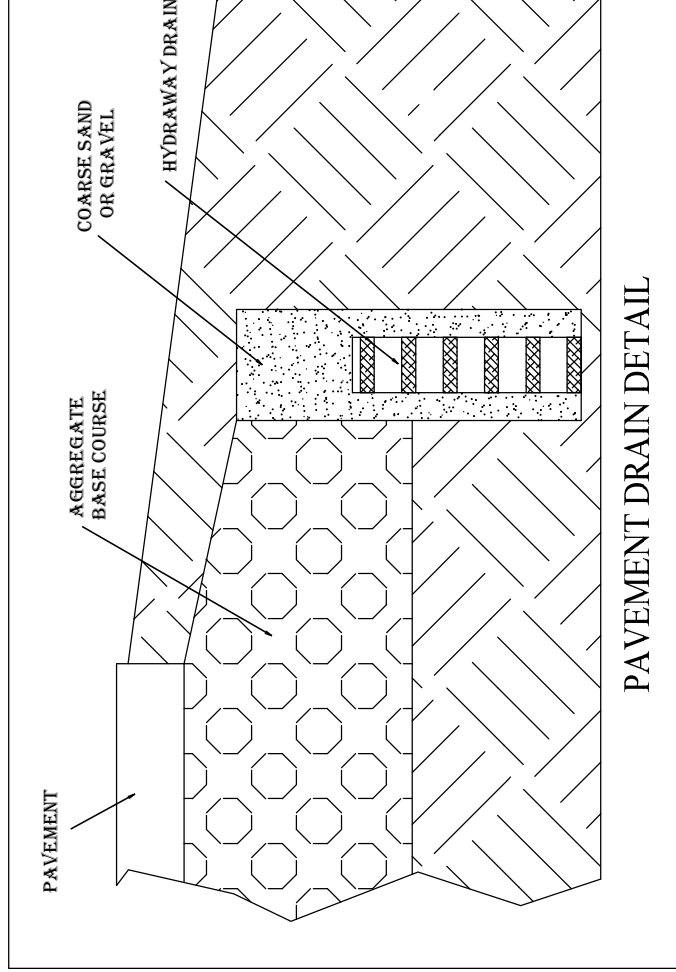 PAVEMENT
AGGREGATE
BASE COURSE
COARSE SAND
OR GRAVEL
HYDRAWAY DRAIN
PAVEMENT DRAIN DETAIL